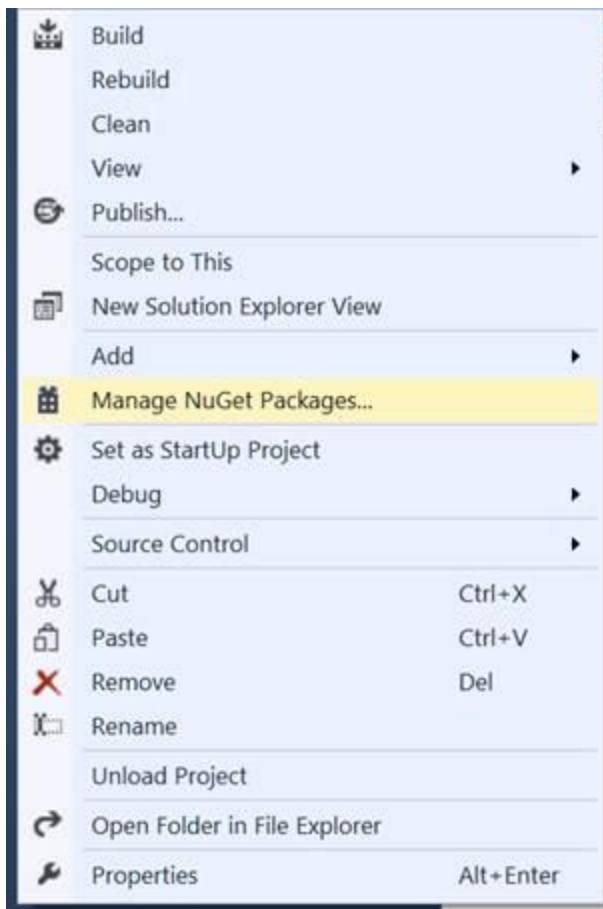 Build
Rebuild
Clean
View
Publish...
Scope to This
New Solution Explorer View
Add
Manage NuGet Packages...
Set as StartUp Project
Debug
Source Control
Cut Ctrl+X
Paste Ctrl+V
Remove Del
Rename
Unload Project
Open Folder in File Explorer
Properties Alt+Enter